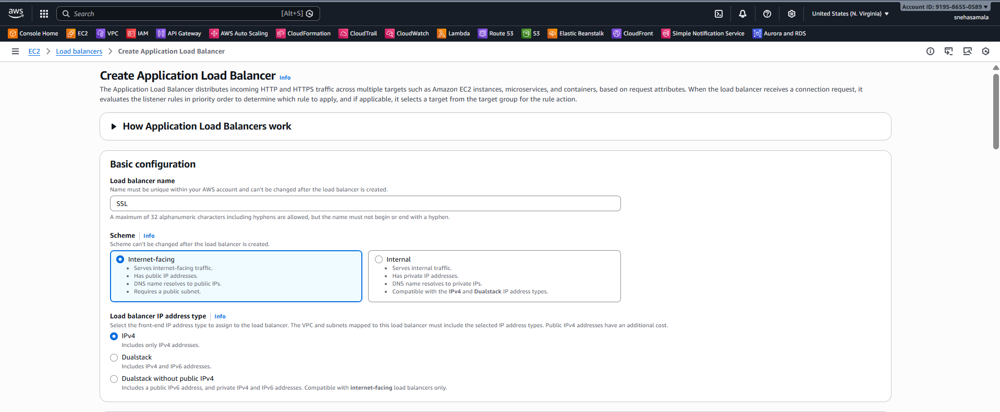 aws
Search [Alt+S]
United States (N. Virginia)
Account ID: 9195-8655-0589
snehasamala
Console Home EC2 VPC IAM API Gateway AWS Auto Scaling CloudFormation CloudTrail CloudWatch Lambda Route 53 S3 Elastic Beanstalk CloudFront Simple Notification Service Aurora and RDS
EC2 > Load balancers > Create Application Load Balancer
Create Application Load Balancer Info
The Application Load Balancer distributes incoming HTTP and HTTPS traffic across multiple targets such as Amazon EC2 instances, microservices, and containers, based on request attributes. When the load balancer receives a connection request, it
evaluates the listener rules in priority order to determine which rule to apply, and if applicable, it selects a target from the target group for the rule action.
How Application Load Balancers work
Basic configuration
Load balancer name
Name must be unique within your AWS account and can't be changed after the load balancer is created.
SSL
A maximum of 32 alphanumeric characters including hyphens are allowed, but the name must not begin or end with a hyphen.
Scheme Info
Scheme can't be changed after the load balancer is created.
Internet-facing
• Serves internet-facing traffic.
• Has public IP addresses.
• DNS name resolves to public IPs.
• Requires a public subnet.
Internal
• Serves internal traffic.
• Has private IP addresses.
• DNS name resolves to private IPs.
• Compatible with the IPv4 and Dualstack IP address types.
Load balancer IP address type Info
Select the front-end IP address type to assign to the load balancer. The VPC and subnets mapped to this load balancer must include the selected IP address types. Public IPv4 addresses have an additional cost.
IPv4
Includes only IPv4 addresses.
Dualstack
Includes IPv4 and IPv6 addresses.
Dualstack without public IPv4
Includes a public IPv6 address, and private IPv4 and IPv6 addresses. Compatible with internet-facing load balancers only.